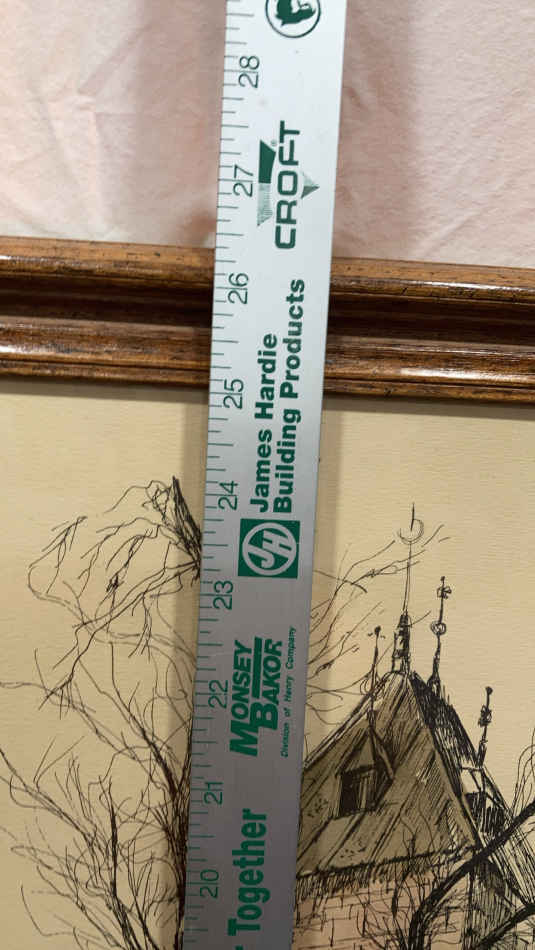 28
27
26
25
24
23
22
21
20
CROFT
James Hardie
Building Products
JH
MONSEY
BAKOR
Division of Henry Company
Together